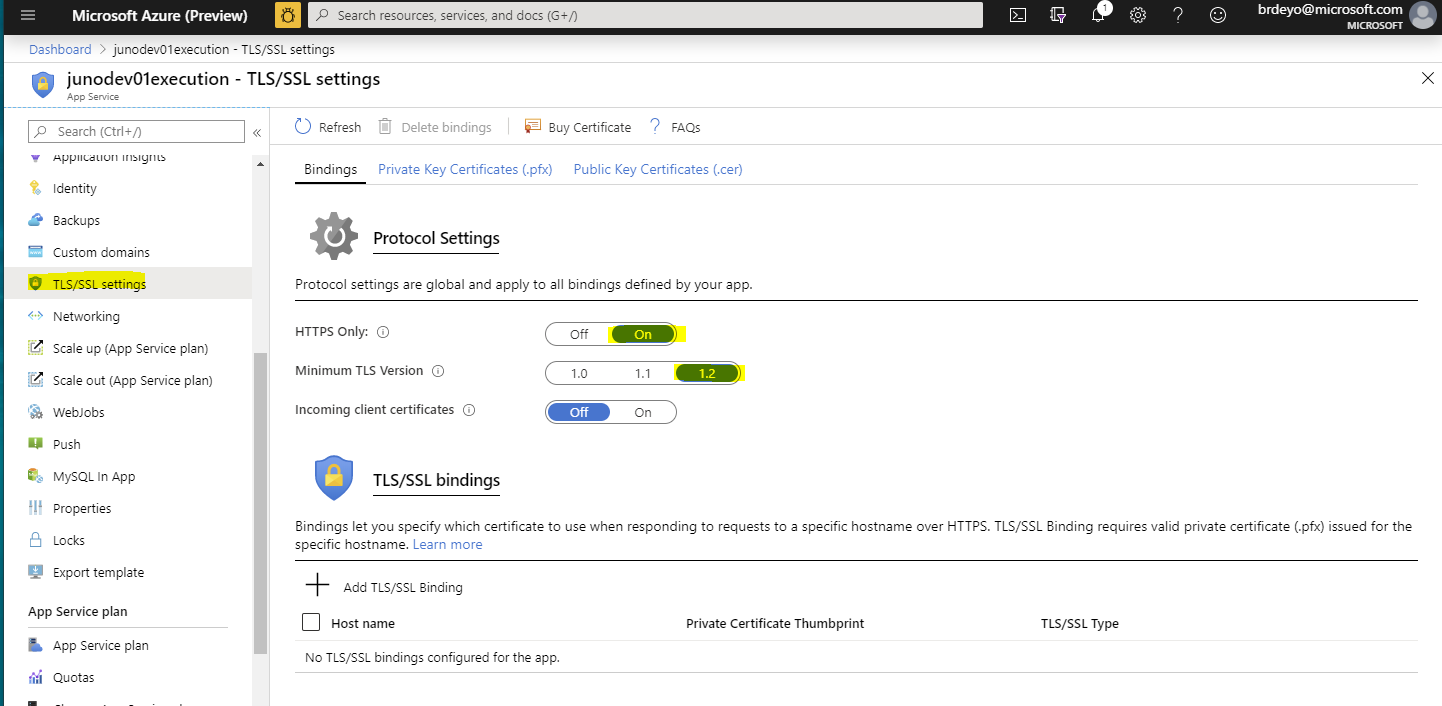 Microsoft Azure (Preview)
Search resources, services, and docs (G+/)
1
brdeyo@microsoft.com
MICROSOFT
Dashboard > junodev01execution - TLS/SSL settings
junodev01execution - TLS/SSL settings
App Service
Search (Ctrl+/)
«
Application Insights
Identity
Backups
Custom domains
TLS/SSL settings
Networking
Scale up (App Service plan)
Scale out (App Service plan)
WebJobs
Push
MySQL In App
Properties
Locks
Export template
App Service plan
App Service plan
Quotas
Refresh
Delete bindings
Buy Certificate
? FAQs
Bindings
Private Key Certificates (.pfx)
Public Key Certificates (.cer)
Protocol Settings
Protocol settings are global and apply to all bindings defined by your app.
HTTPS Only: Off On
Minimum TLS Version 1.0 1.1 1.2
Incoming client certificates Off On
TLS/SSL bindings
Bindings let you specify which certificate to use when responding to requests to a specific hostname over HTTPS. TLS/SSL Binding requires valid private certificate (.pfx) issued for the
specific hostname. Learn more
Add TLS/SSL Binding
Host name Private Certificate Thumbprint TLS/SSL Type
No TLS/SSL bindings configured for the app.